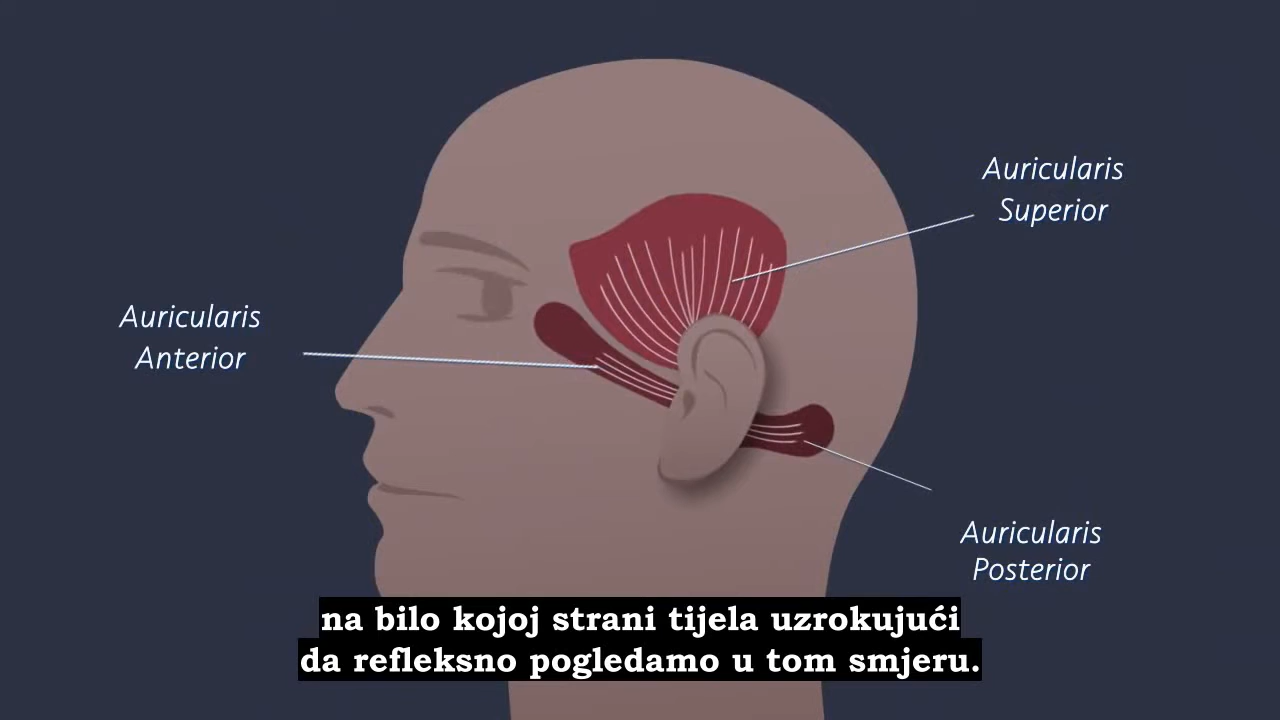 Auricularis
Superior
Auricularis
Anterior
Auricularis
Posterior
na bilo kojoj strani tijela uzrokujući
da refleksno pogledamo u tom smjeru.